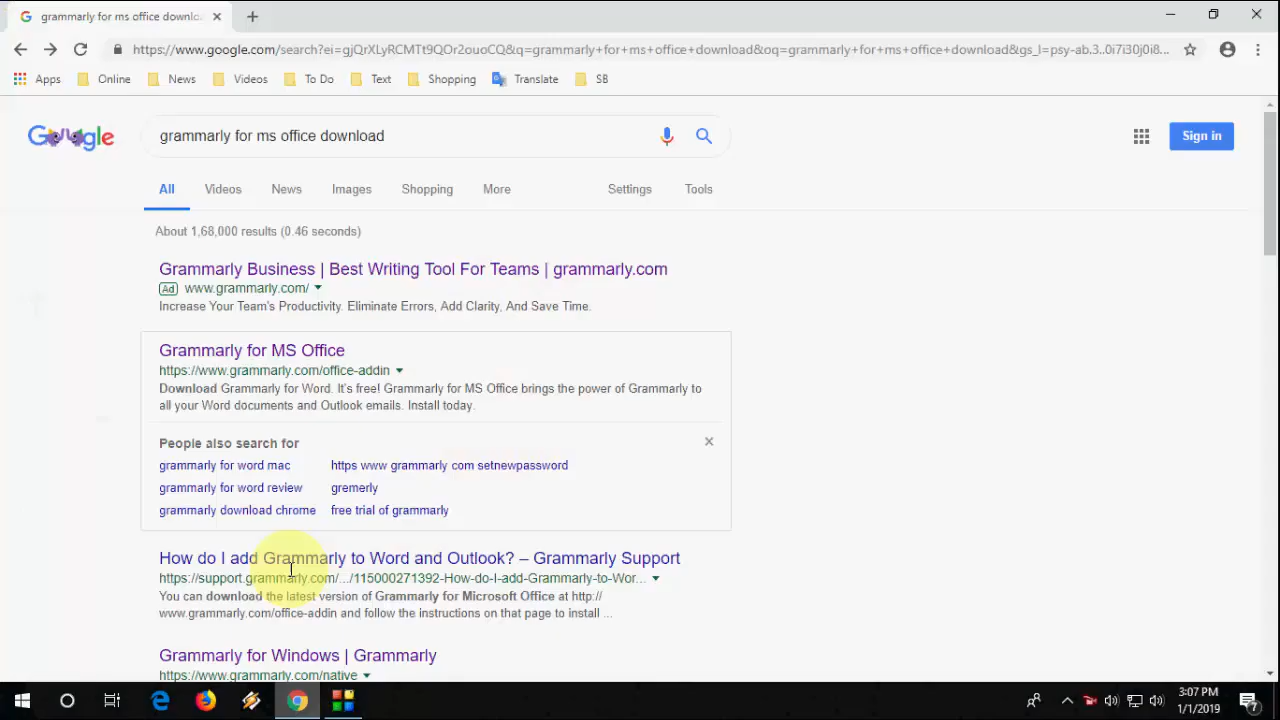 grammarly for ms office downloa
https://www.google.com/search?ei=gjQrXLyRCMTt9QOr2ouoCQ&q=grammarly+for+ms+office+download&oq=grammarly+for+ms+office+download&gs_l=psy-ab.3..0i7i30j0i8...
Apps Online News Videos To Do Text Shopping Translate SB
Google
grammarly for ms office download
Sign in
All Videos News Images Shopping More Settings Tools
About 1,68,000 results (0.46 seconds)
Grammarly Business | Best Writing Tool For Teams | grammarly.com
Ad www.grammarly.com/
Increase Your Team's Productivity. Eliminate Errors, Add Clarity, And Save Time.
Grammarly for MS Office
https://www.grammarly.com/office-addin
Download Grammarly for Word. It's free! Grammarly for MS Office brings the power of Grammarly to
all your Word documents and Outlook emails. Install today.
People also search for
grammarly for word mac https www grammarly com setnewpassword
grammarly for word review gremerly
grammarly download chrome free trial of grammarly
How do I add Grammarly to Word and Outlook? – Grammarly Support
https://support.grammarly.com/.../115000271392-How-do-I-add-Grammarly-to-Wor...
You can download the latest version of Grammarly for Microsoft Office at http://
www.grammarly.com/office-addin and follow the instructions on that page to install ...
Grammarly for Windows | Grammarly
https://www.grammarly.com/native
3:07 PM
1/1/2019
7